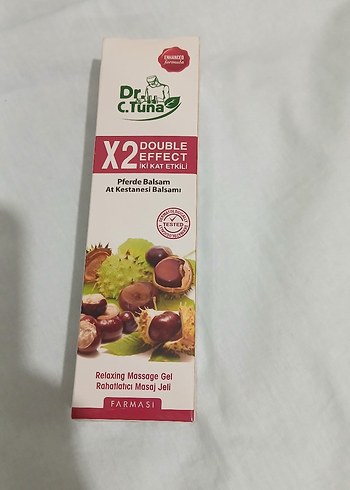 ENHANCED
formula
Dr.
C.Tuna
X2 DOUBLE
EFFECT
İKİ KAT ETKİLİ
Pferde Balsam
At Kestanesi Balsamı
DERMATOLOGICALLY
TESTED
Relaxing Massage Gel
Rahatlatıcı Masaj Jeli
FARMASi